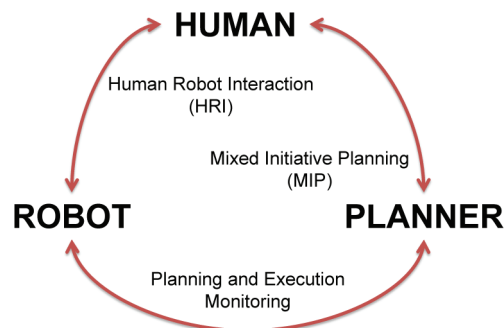 HUMAN
Human Robot Interaction
(HRI)
Mixed Initiative Planning
(MIP)
ROBOT
PLANNER
Planning and Execution
Monitoring